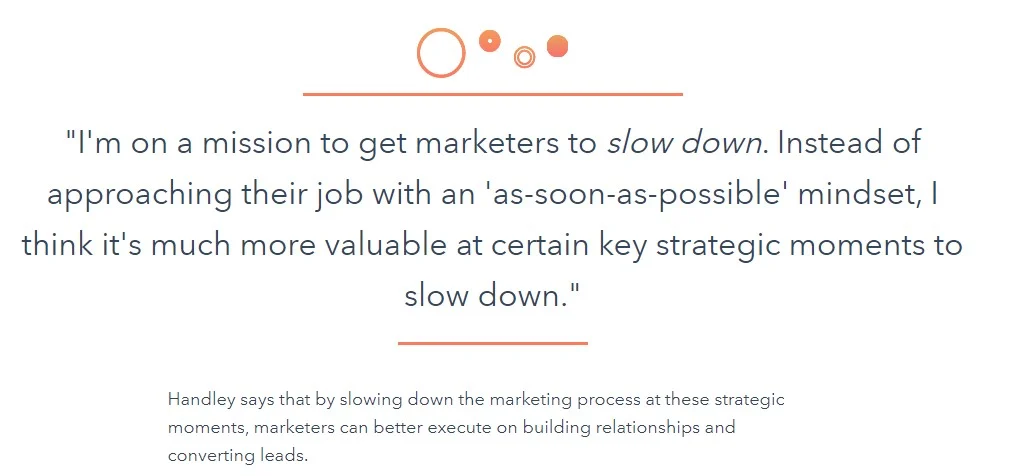 "I'm on a mission to get marketers to slow down. Instead of
approaching their job with an 'as-soon-as-possible' mindset, I
think it's much more valuable at certain key strategic moments to
slow down."
Handley says that by slowing down the marketing process at these strategic
moments, marketers can better execute on building relationships and
converting leads.